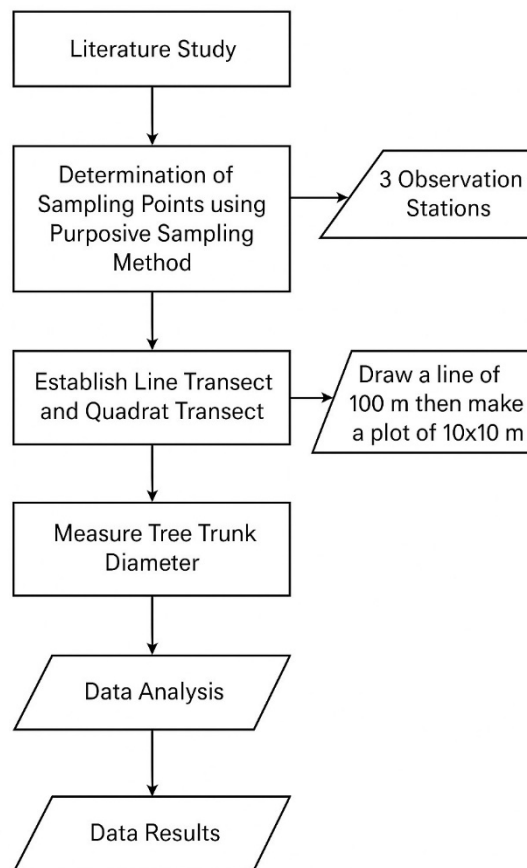 Literature Study
Determination of
Sampling Points using
Purposive Sampling
Method
3 Observation
Stations
Establish Line Transect
and Quadrat Transect
Draw a line of
100 m then make
a plot of 10x10 m
Measure Tree Trunk
Diameter
Data Analysis
Data Results